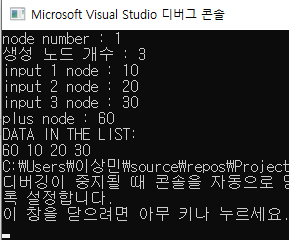 Microsoft Visual Studio 디버그 콘솔
node number : 1
생성 노드 개수 : 3
input 1 node : 10
input 2 node : 20
input 3 node : 30
plus node : 60
DATA IN THE LIST:
60 10 20 30
C:₩Users₩이상민₩source₩repos₩Project
디버깅이 중지될 때 콘솔을 자동으로
록 설정합니다.
이 창을 닫으려면 아무 키나 누르세요.